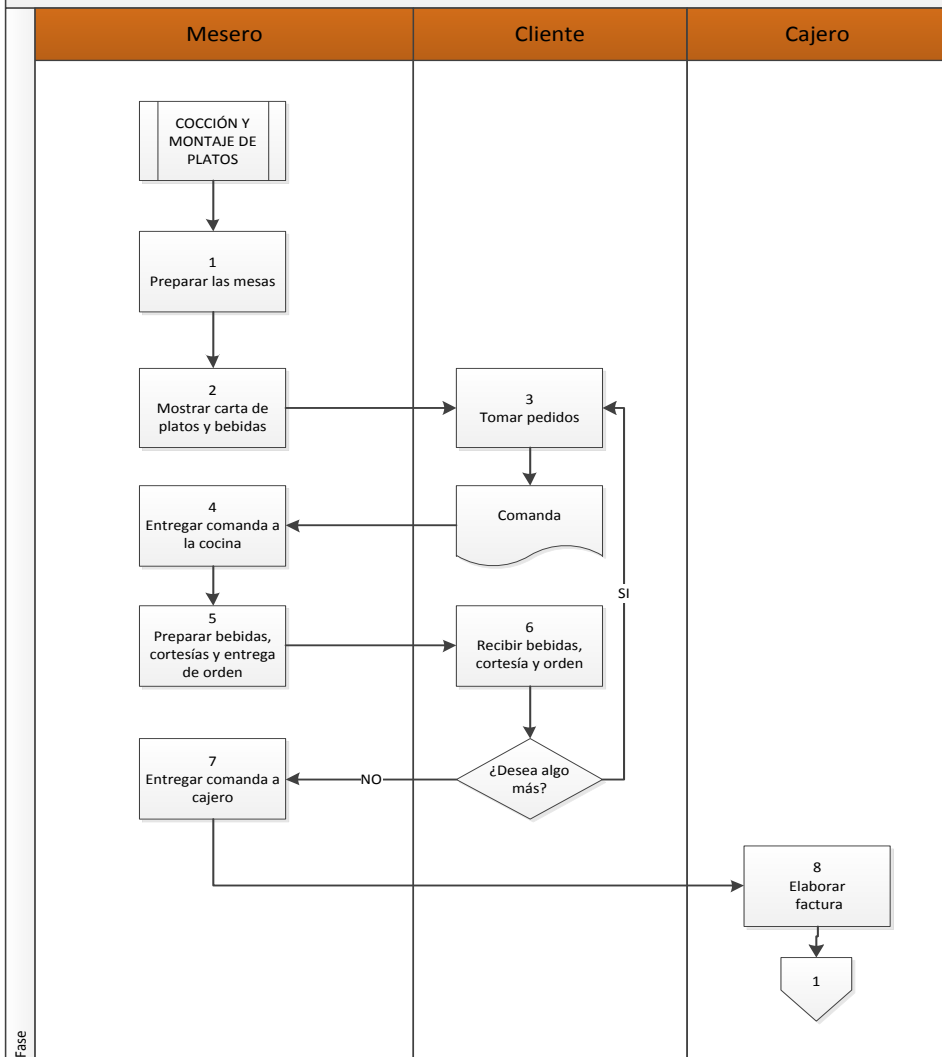 Mesero
Cliente
Cajero
COCCIÓN Y
MONTAJE DE
PLATOS
1
Preparar las mesas
2
Mostrar carta de
platos y bebidas
3
Tomar pedidos
Comanda
4
Entregar comanda a
la cocina
5
Preparar bebidas,
cortesías y entrega
de orden
6
Recibir bebidas,
cortesía y orden
SI
¿Desea algo
más?
NO
7
Entregar comanda a
cajero
8
Elaborar
factura
1
Fase